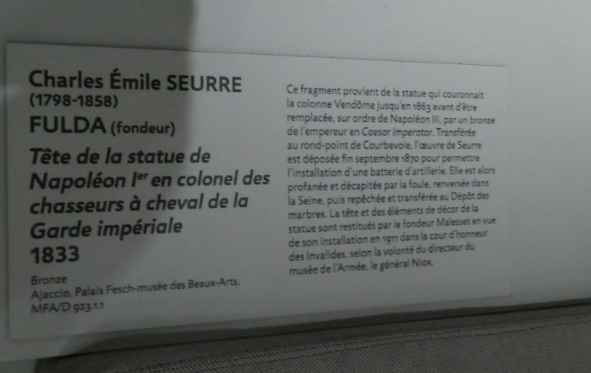 Charles Émile SEURRE
(1798-1858)
FULDA (fondeur)
Tête de la statue de
Napoléon Iᵉʳ en colonel des
chasseurs à cheval de la
Garde impériale
1833
Bronze
Ajaccio, Palais Fesch-musée des Beaux-Arts,
MFA/D 923.1.1
Ce fragment provient de la statue qui couronnait
la colonne Vendôme jusqu'en 1863 avant d'être
remplacée, sur ordre de Napoléon III, par un bronze
de l'empereur en Caesar Imperator. Transférée
au rond-point de Courbevoie, l'œuvre de Seurre
est déposée fin septembre 1870 pour permettre
l'installation d'une batterie d'artillerie. Elle est alors
profanée et décapitée par la foule, renversée dans
la Seine, puis repêchée et transférée au Dépôt des
marbres. La tête et des éléments de décor de la
statue sont restitués par le fondeur Malesset en vue
de son installation en 1911 dans la cour d'honneur
des Invalides, selon la volonté du directeur du
musée de l'Armée, le général Niox.